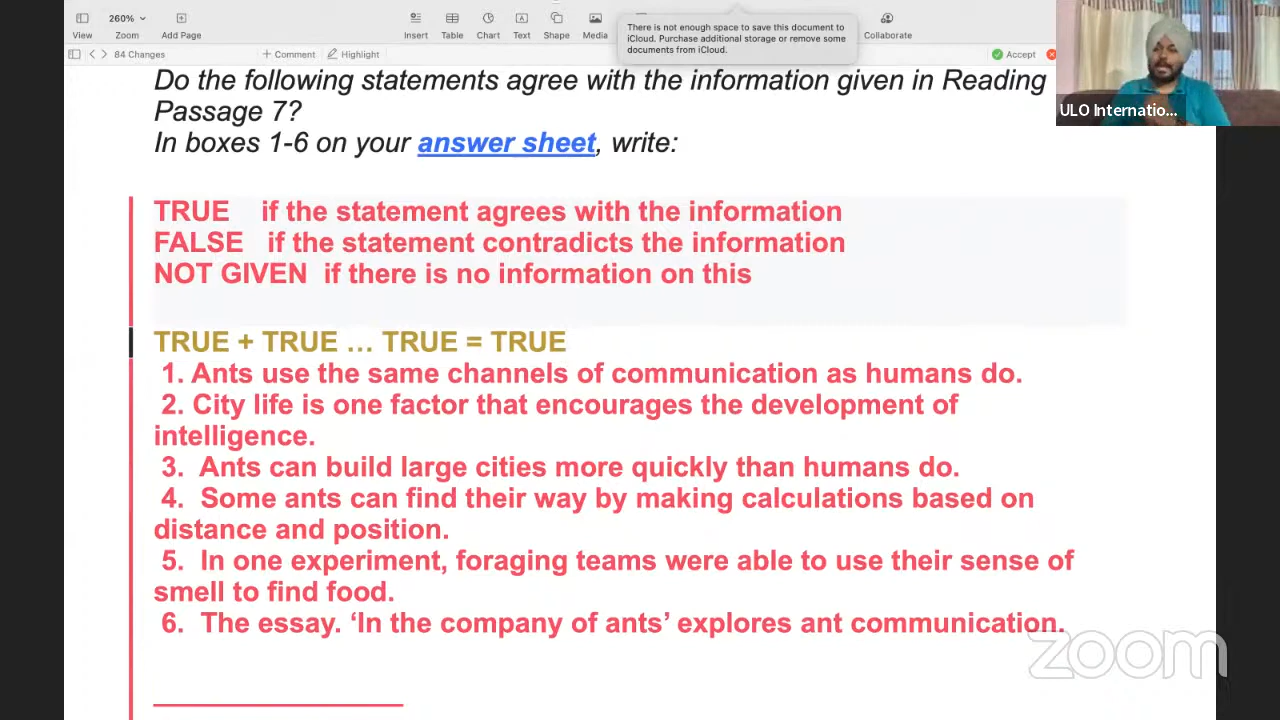 260%
View
Zoom
Add Page
Insert
Table
Chart
Text
Shape
Media
Collaborate
There is not enough space to save this document to
iCloud. Purchase additional storage or remove some
documents from iCloud.
84 Changes
Comment
Highlight
Accept
ULO Internatio...
Do the following statements agree with the information given in Reading
Passage 7?
In boxes 1-6 on your answer sheet, write:
TRUE if the statement agrees with the information
FALSE if the statement contradicts the information
NOT GIVEN if there is no information on this
TRUE + TRUE … TRUE = TRUE
1. Ants use the same channels of communication as humans do.
2. City life is one factor that encourages the development of
intelligence.
3. Ants can build large cities more quickly than humans do.
4. Some ants can find their way by making calculations based on
distance and position.
5. In one experiment, foraging teams were able to use their sense of
smell to find food.
6. The essay. ‘In the company of ants’ explores ant communication.
zoom